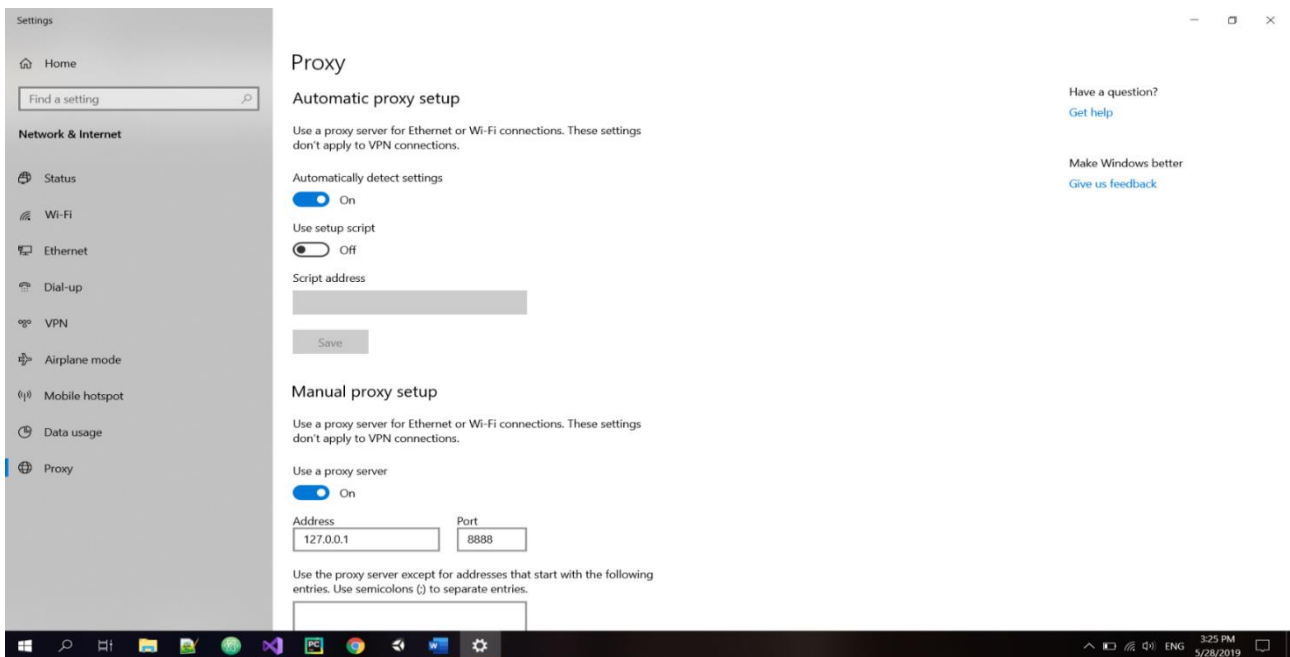 Settings
Home
Find a setting
Network & Internet
Status
Wi-Fi
Ethernet
Dial-up
VPN
Airplane mode
Mobile hotspot
Data usage
Proxy
Proxy
Automatic proxy setup
Use a proxy server for Ethernet or Wi-Fi connections. These settings
don't apply to VPN connections.
Automatically detect settings
On
Use setup script
Off
Script address
Save
Manual proxy setup
Use a proxy server for Ethernet or Wi-Fi connections. These settings
don't apply to VPN connections.
Use a proxy server
On
Address Port
127.0.0.1 8888
Use the proxy server except for addresses that start with the following
entries. Use semicolons (;) to separate entries.
Have a question?
Get help
Make Windows better
Give us feedback
PC
W
ENG
3:25 PM
5/28/2019